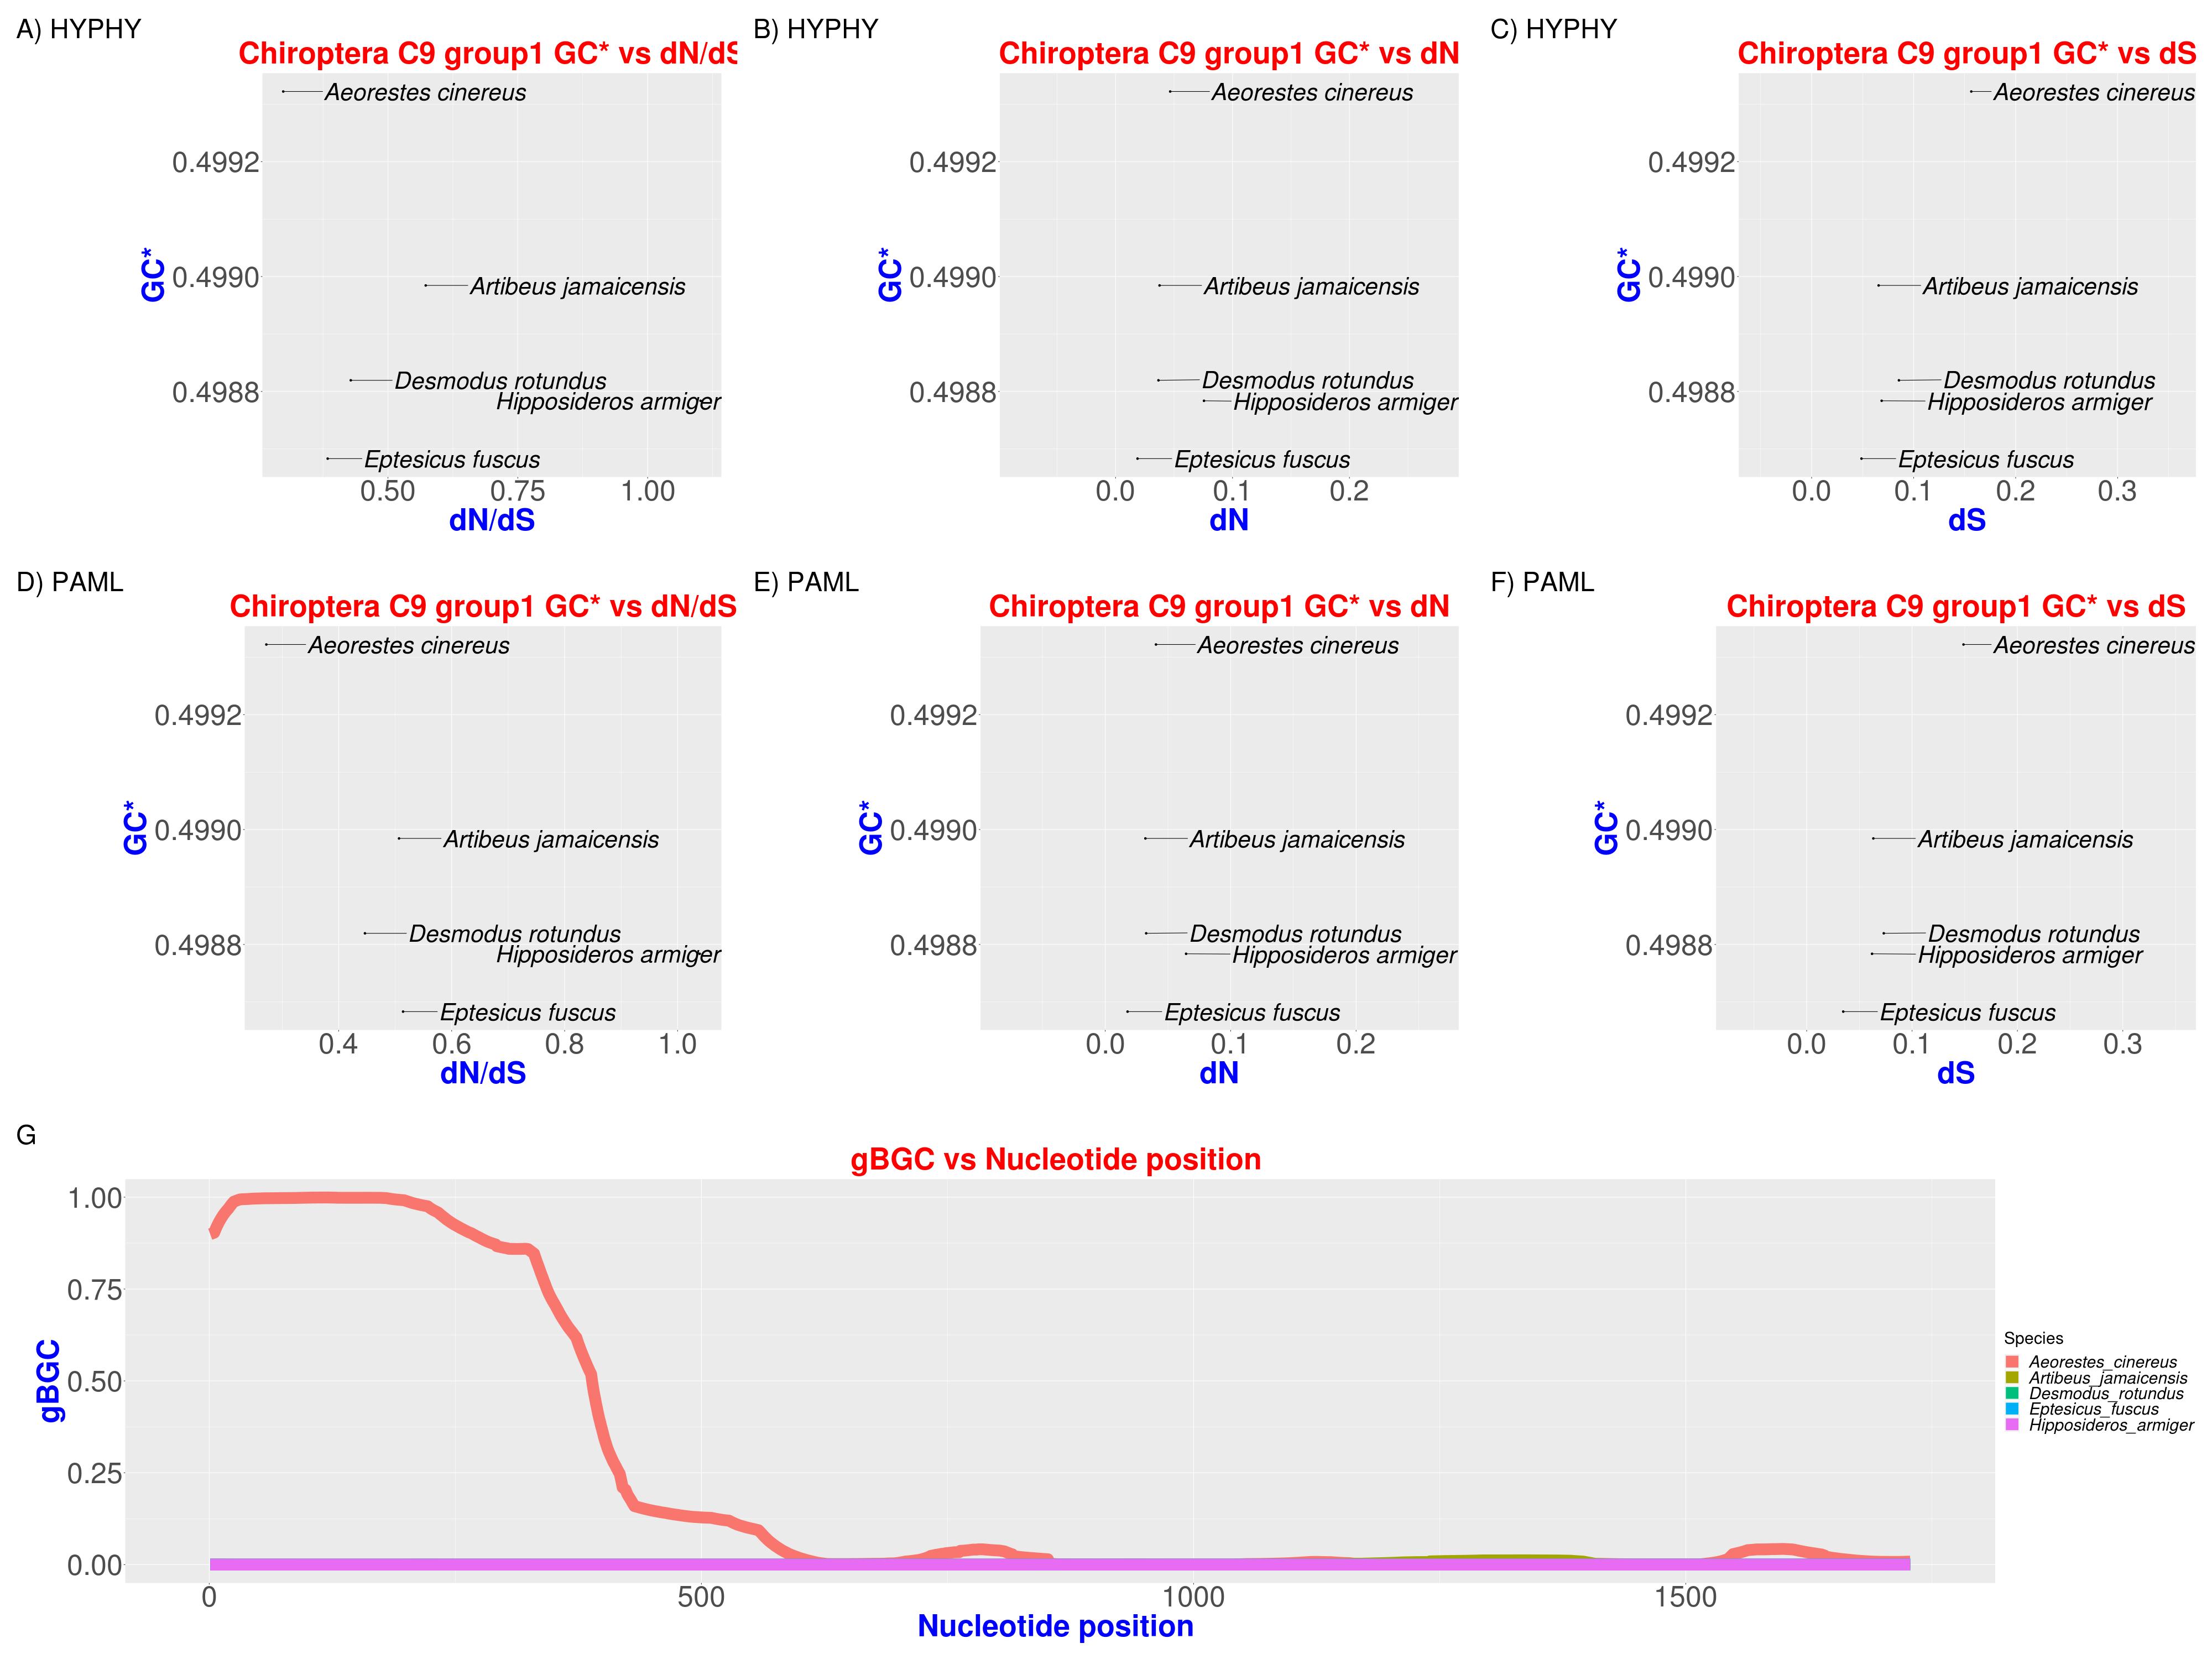 A) HYPHY
Chiroptera C9 group1 GC* vs dN/dS
Aeorestes cinereus
0.4992
Artibeus jamaicensis
0.4990
GC*
Desmodus rotundus
0.4988
Hipposideros armiger
Eptesicus fuscus
0.50 0.75 1.00
dN/dS
B) HYPHY
Chiroptera C9 group1 GC* vs dN
Aeorestes cinereus
0.4992
Artibeus jamaicensis
0.4990
GC*
Desmodus rotundus
0.4988
Hipposideros armiger
Eptesicus fuscus
0.0 0.1 0.2
dN
C) HYPHY
Chiroptera C9 group1 GC* vs dS
Aeorestes cinereus
0.4992
Artibeus jamaicensis
0.4990
GC*
Desmodus rotundus
0.4988
Hipposideros armiger
Eptesicus fuscus
0.0 0.1 0.2 0.3
dS
D) PAML
Chiroptera C9 group1 GC* vs dN/dS
Aeorestes cinereus
0.4992
Artibeus jamaicensis
0.4990
GC*
Desmodus rotundus
0.4988
Hipposideros armiger
Eptesicus fuscus
0.4 0.6 0.8 1.0
dN/dS
E) PAML
Chiroptera C9 group1 GC* vs dN
Aeorestes cinereus
0.4992
Artibeus jamaicensis
0.4990
GC*
Desmodus rotundus
0.4988
Hipposideros armiger
Eptesicus fuscus
0.0 0.1 0.2
dN
F) PAML
Chiroptera C9 group1 GC* vs dS
Aeorestes cinereus
0.4992
Artibeus jamaicensis
0.4990
GC*
Desmodus rotundus
0.4988
Hipposideros armiger
Eptesicus fuscus
0.0 0.1 0.2 0.3
dS
G
gBGC vs Nucleotide position
1.00
0.75
0.50
0.25
0.00
gBGC
0 500 1000 1500
Nucleotide position
Species
Aeorestes_cinereus
Artibeus_jamaicensis
Desmodus_rotundus
Eptesicus_fuscus
Hipposideros_armiger